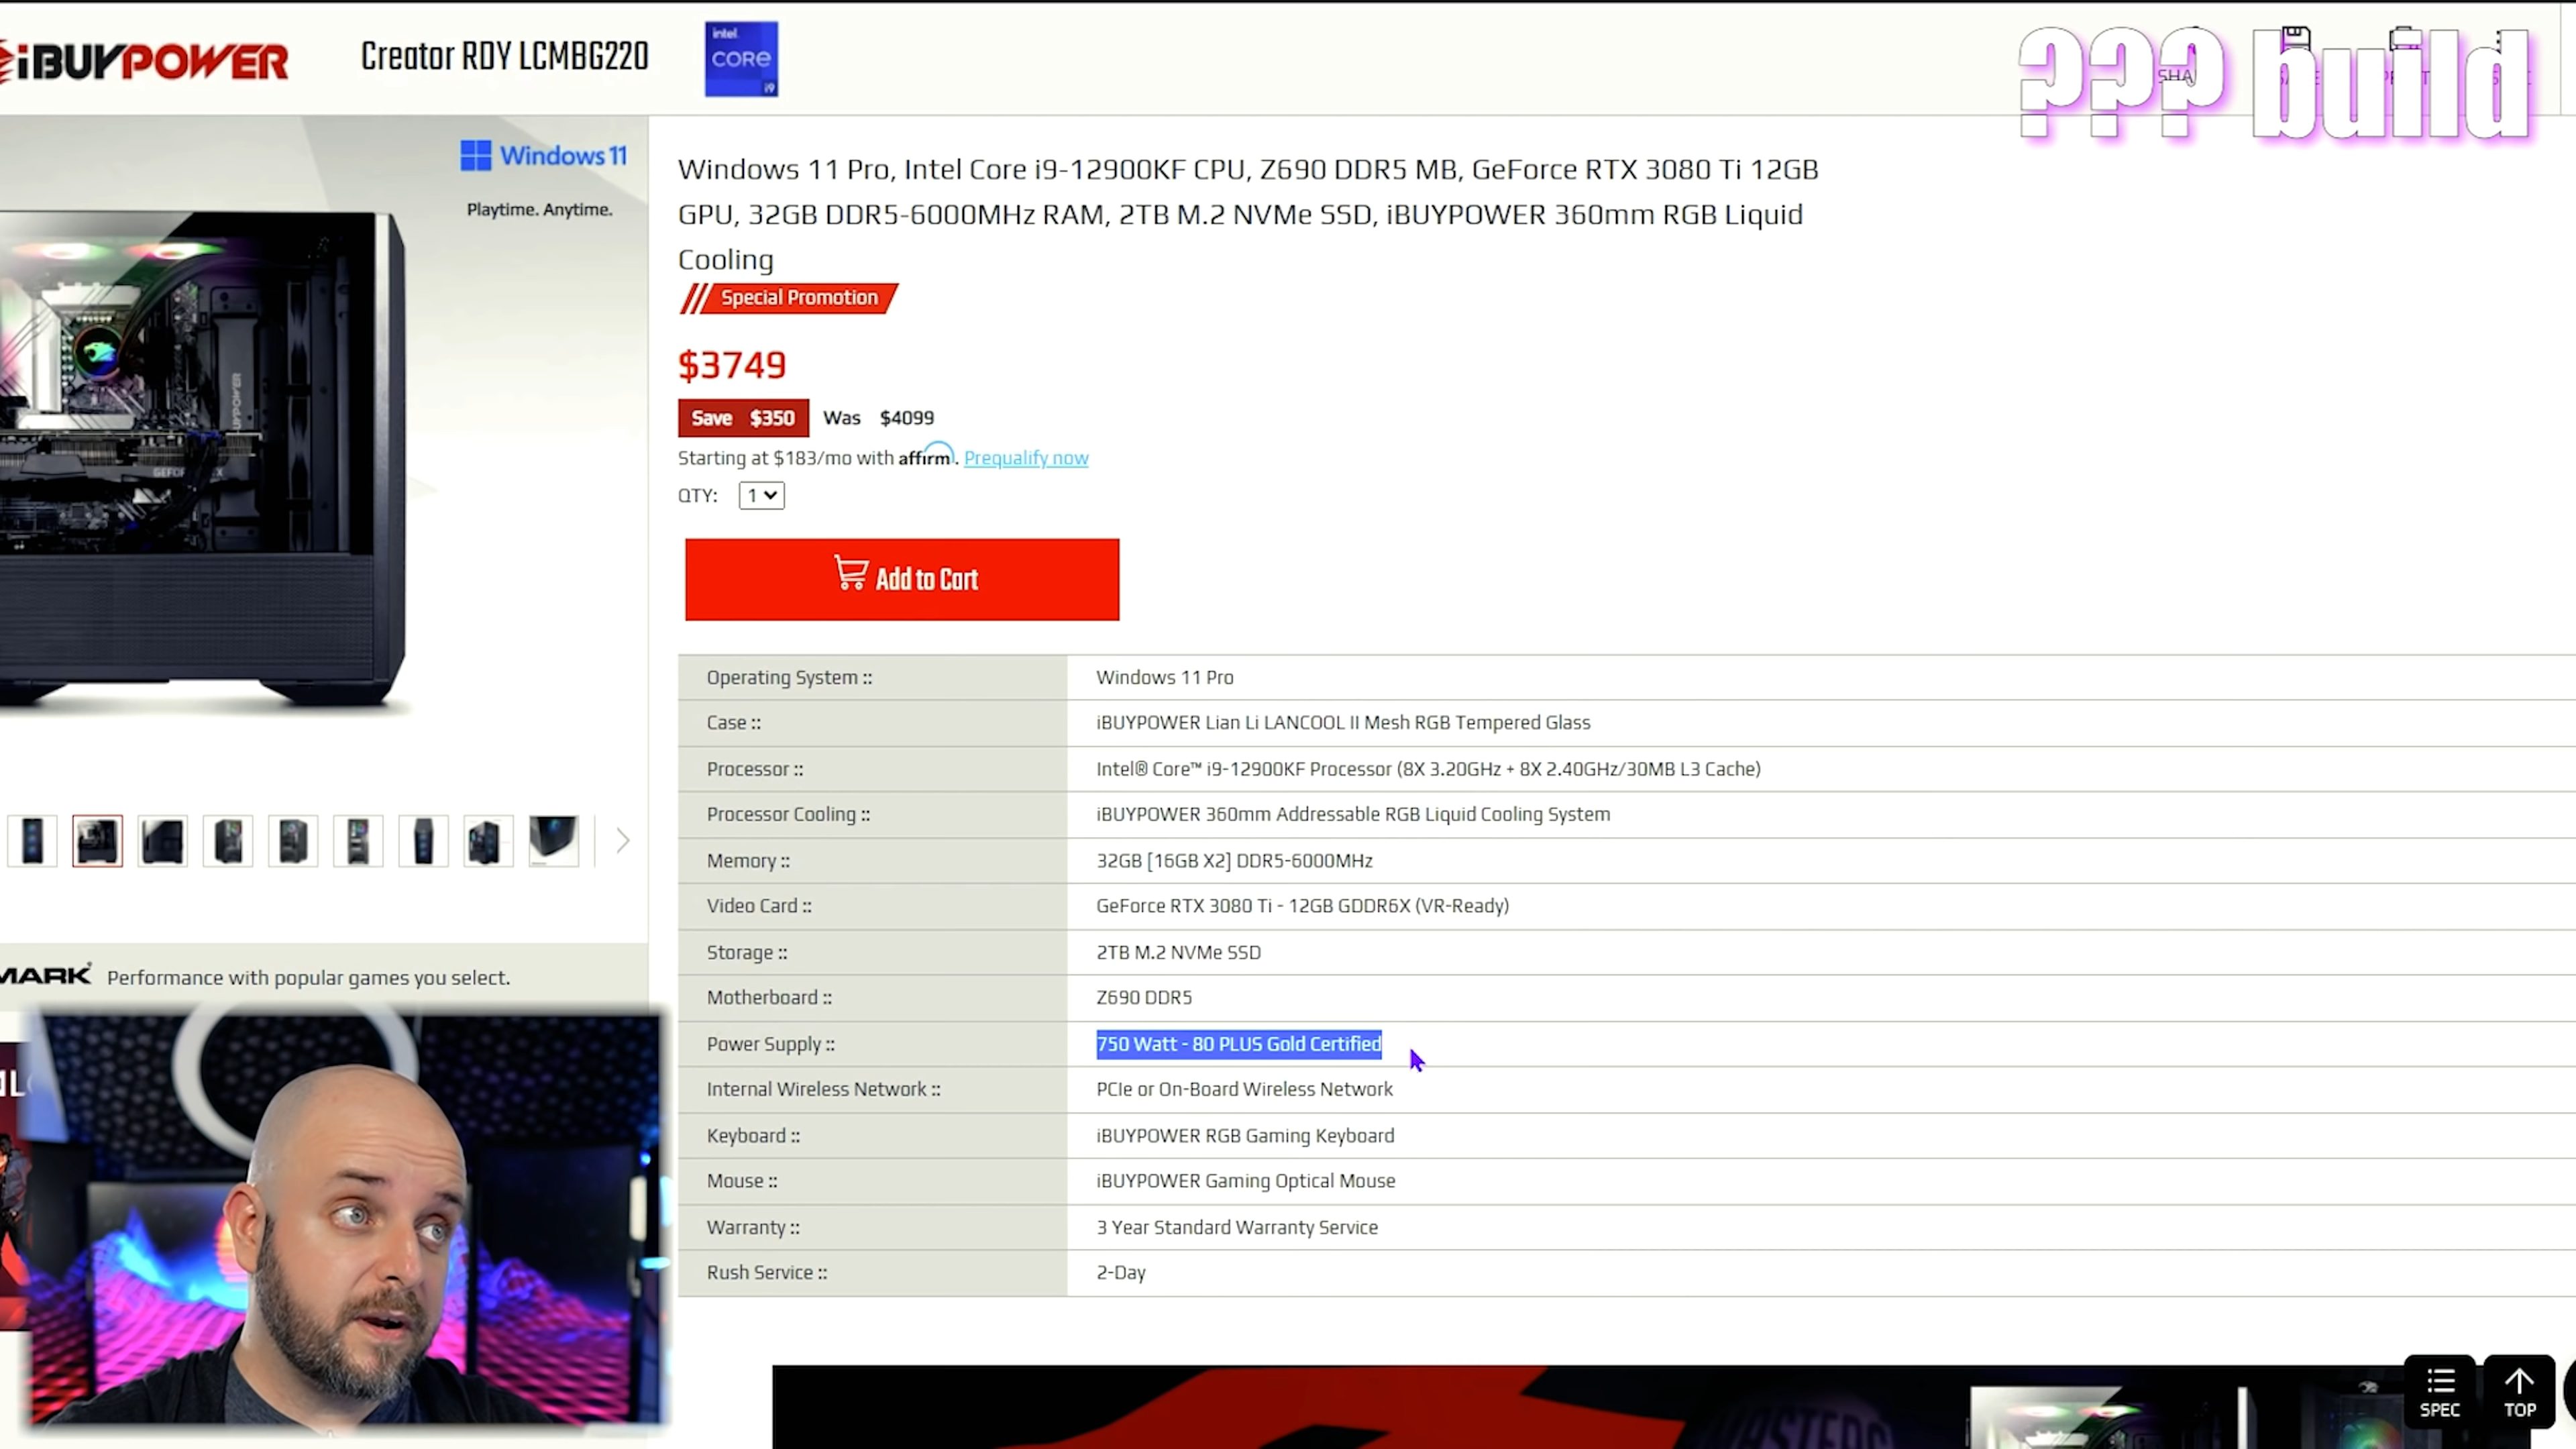 iBUYPOWER
Creator RDY LCMBG220
intel
CORE
i9
??? build
SHA
Windows 11
Playtime. Anytime.
GEFOR
Windows 11 Pro, Intel Core i9-12900KF CPU, Z690 DDR5 MB, GeForce RTX 3080 Ti 12GB
GPU, 32GB DDR5-6000MHz RAM, 2TB M.2 NVMe SSD, iBUYPOWER 360mm RGB Liquid
Cooling
Special Promotion
$3749
Save $350 Was $4099
Starting at $183/mo with affirm. Prequalify now
QTY: 1
Add to Cart
Operating System :: Windows 11 Pro
Case :: iBUYPOWER Lian Li LANCOOL II Mesh RGB Tempered Glass
Processor :: Intel® Core™ i9-12900KF Processor (8X 3.20GHz + 8X 2.40GHz/30MB L3 Cache)
Processor Cooling :: iBUYPOWER 360mm Addressable RGB Liquid Cooling System
Memory :: 32GB [16GB X2] DDR5-6000MHz
Video Card :: GeForce RTX 3080 Ti - 12GB GDDR6X (VR-Ready)
Storage :: 2TB M.2 NVMe SSD
Motherboard :: Z690 DDR5
Power Supply :: 750 Watt - 80 PLUS Gold Certified
Internal Wireless Network :: PCIe or On-Board Wireless Network
Keyboard :: iBUYPOWER RGB Gaming Keyboard
Mouse :: iBUYPOWER Gaming Optical Mouse
Warranty :: 3 Year Standard Warranty Service
Rush Service :: 2-Day
MARK Performance with popular games you select.
SPEC
TOP